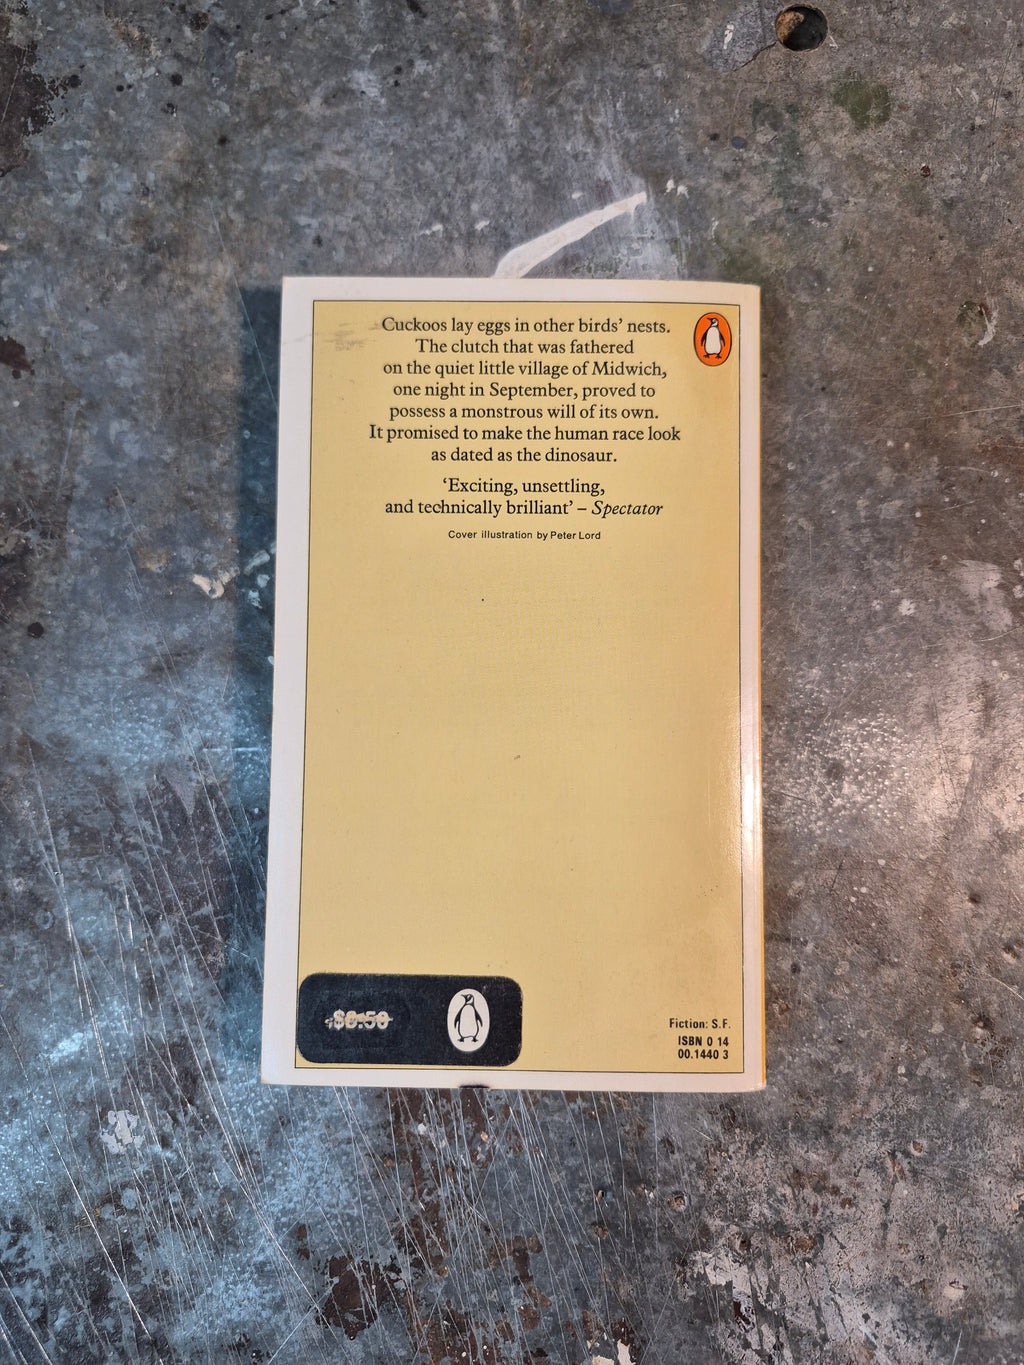 Cuckoos lay eggs in other birds’ nests.
The clutch that was fathered
on the quiet little village of Midwich,
one night in September, proved to
possess a monstrous will of its own.
It promised to make the human race look
as dated as the dinosaur.
‘Exciting, unsettling,
and technically brilliant’ – Spectator
Cover illustration by Peter Lord
Fiction: S.F.
ISBN 0 14
00.1440 3